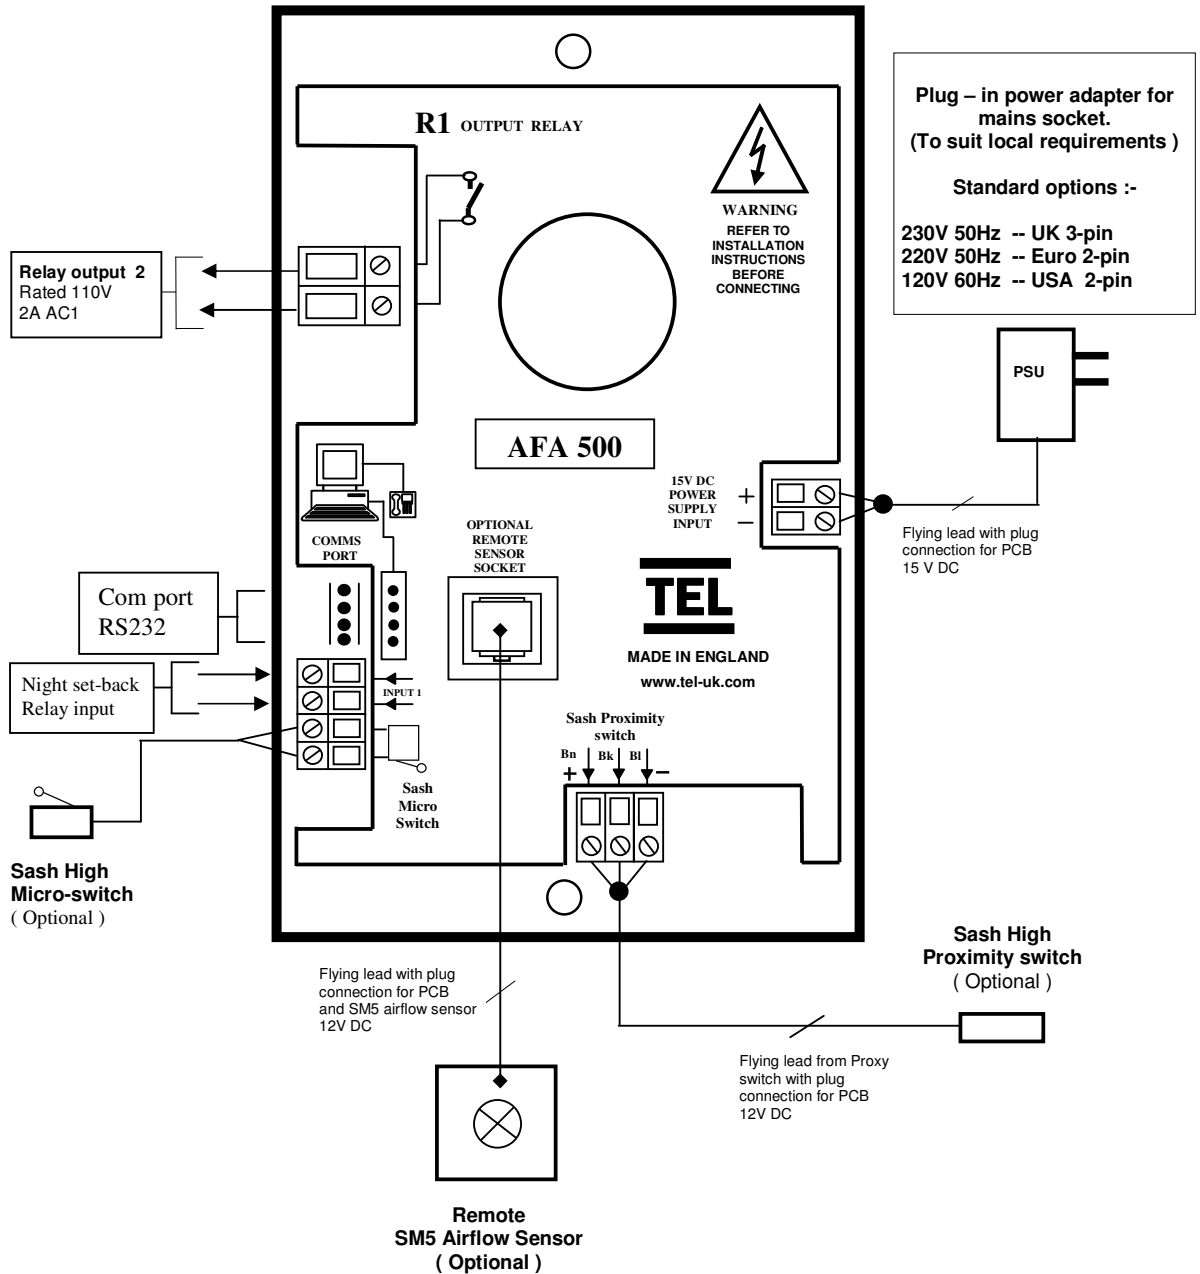 R1 OUTPUT RELAY
WARNING
REFER TO
INSTALLATION
INSTRUCTIONS
BEFORE
CONNECTING
Plug – in power adapter for
mains socket.
(To suit local requirements )
Standard options :-
230V 50Hz -- UK 3-pin
220V 50Hz -- Euro 2-pin
120V 60Hz -- USA 2-pin
PSU
Relay output 2
Rated 110V
2A AC1
AFA 500
15V DC
POWER
SUPPLY
INPUT
+
−
Flying lead with plug
connection for PCB
15 V DC
COMMS
PORT
OPTIONAL
REMOTE
SENSOR
SOCKET
TEL
MADE IN ENGLAND
www.tel-uk.com
Com port
RS232
Night set-back
Relay input
INPUT 1
Sash
Micro
Switch
Sash Proximity
switch
Bn Bk Bl
+ −
Sash High
Micro-switch
( Optional )
Flying lead with plug
connection for PCB
and SM5 airflow sensor
12V DC
Sash High
Proximity switch
( Optional )
Flying lead from Proxy
switch with plug
connection for PCB
12V DC
Remote
SM5 Airflow Sensor
( Optional )